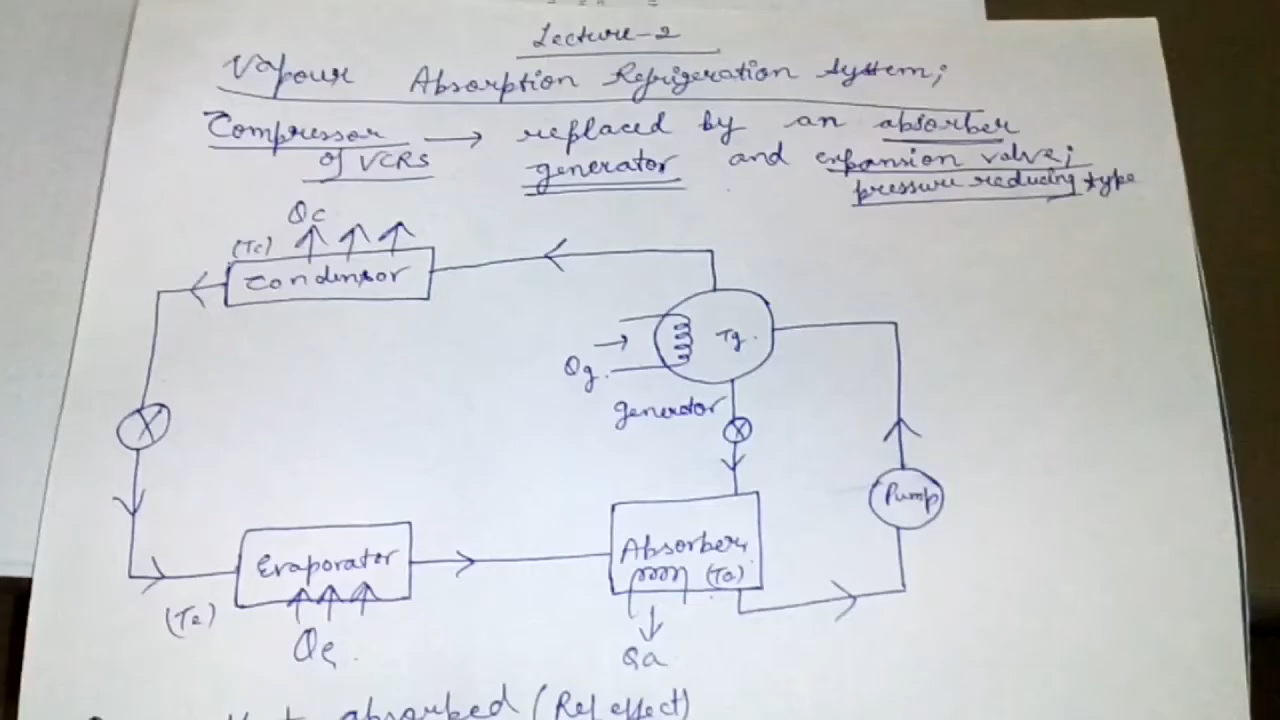 Lecture-2
Vapour Absorption Refrigeration System;
Compressor → replaced by an absorber
of VCRS generator and expansion valve;
pressure reducing type
Qc
(Tc)
Condensor
Tg.
Qg.
generator
Pump
Absorber
(Ta)
Evaporator
(Te)
Qe.
Qa
absorbed (Ref effect)